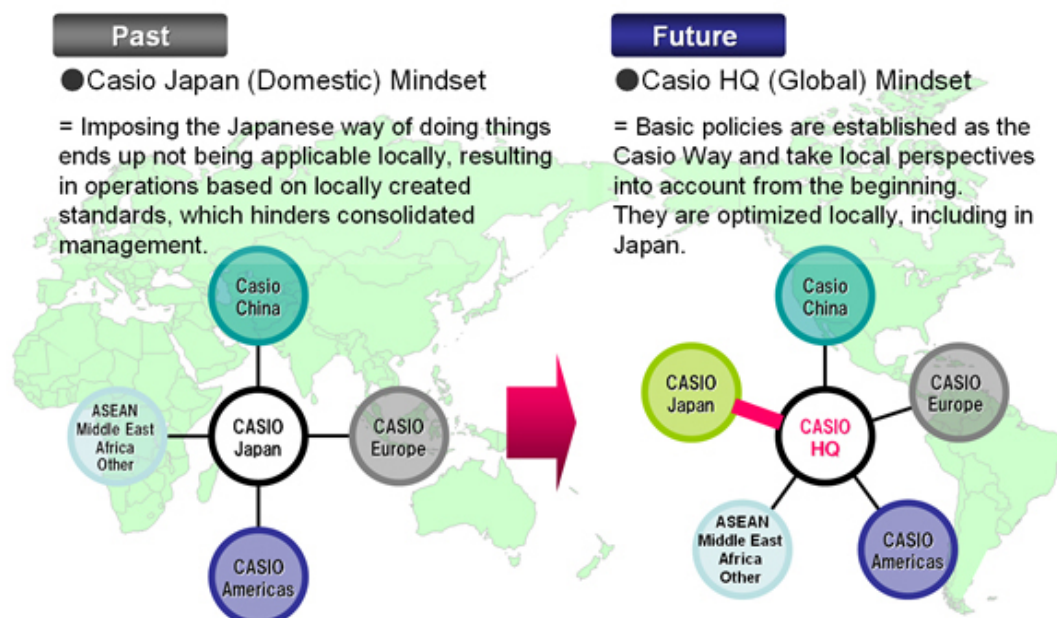 Past
●Casio Japan (Domestic) Mindset
= Imposing the Japanese way of doing things
ends up not being applicable locally, resulting
in operations based on locally created
standards, which hinders consolidated
management.
Casio
China
ASEAN
Middle East
Africa
Other
CASIO
Japan
CASIO
Europe
CASIO
Americas
Future
●Casio HQ (Global) Mindset
= Basic policies are established as the
Casio Way and take local perspectives
into account from the beginning.
They are optimized locally, including in
Japan.
Casio
China
CASIO
Japan
CASIO
HQ
CASIO
Europe
ASEAN
Middle East
Africa
Other
CASIO
Americas